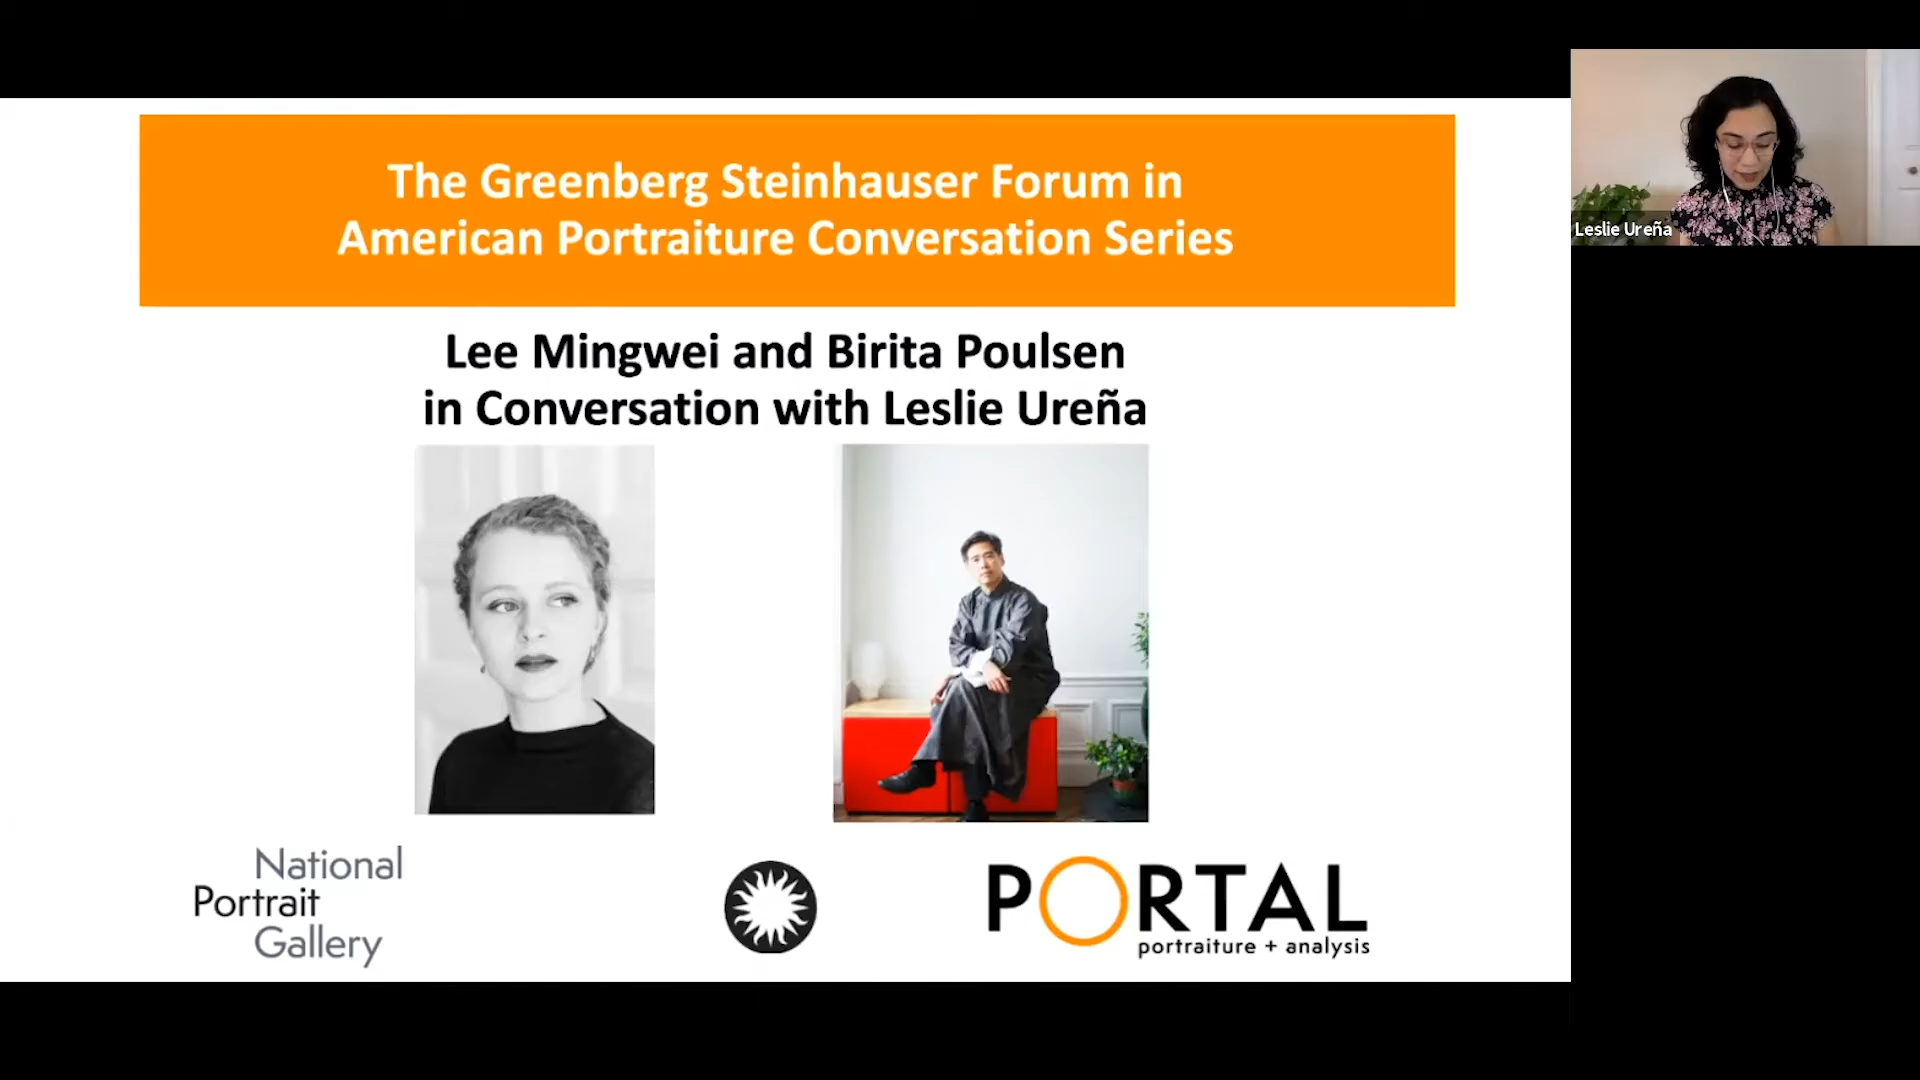 The Greenberg Steinhauser Forum in
American Portraiture Conversation Series
Lee Mingwei and Birita Poulsen
in Conversation with Leslie Ureña
National
Portrait
Gallery
PORTAL
portraiture + analysis
Leslie Ureña